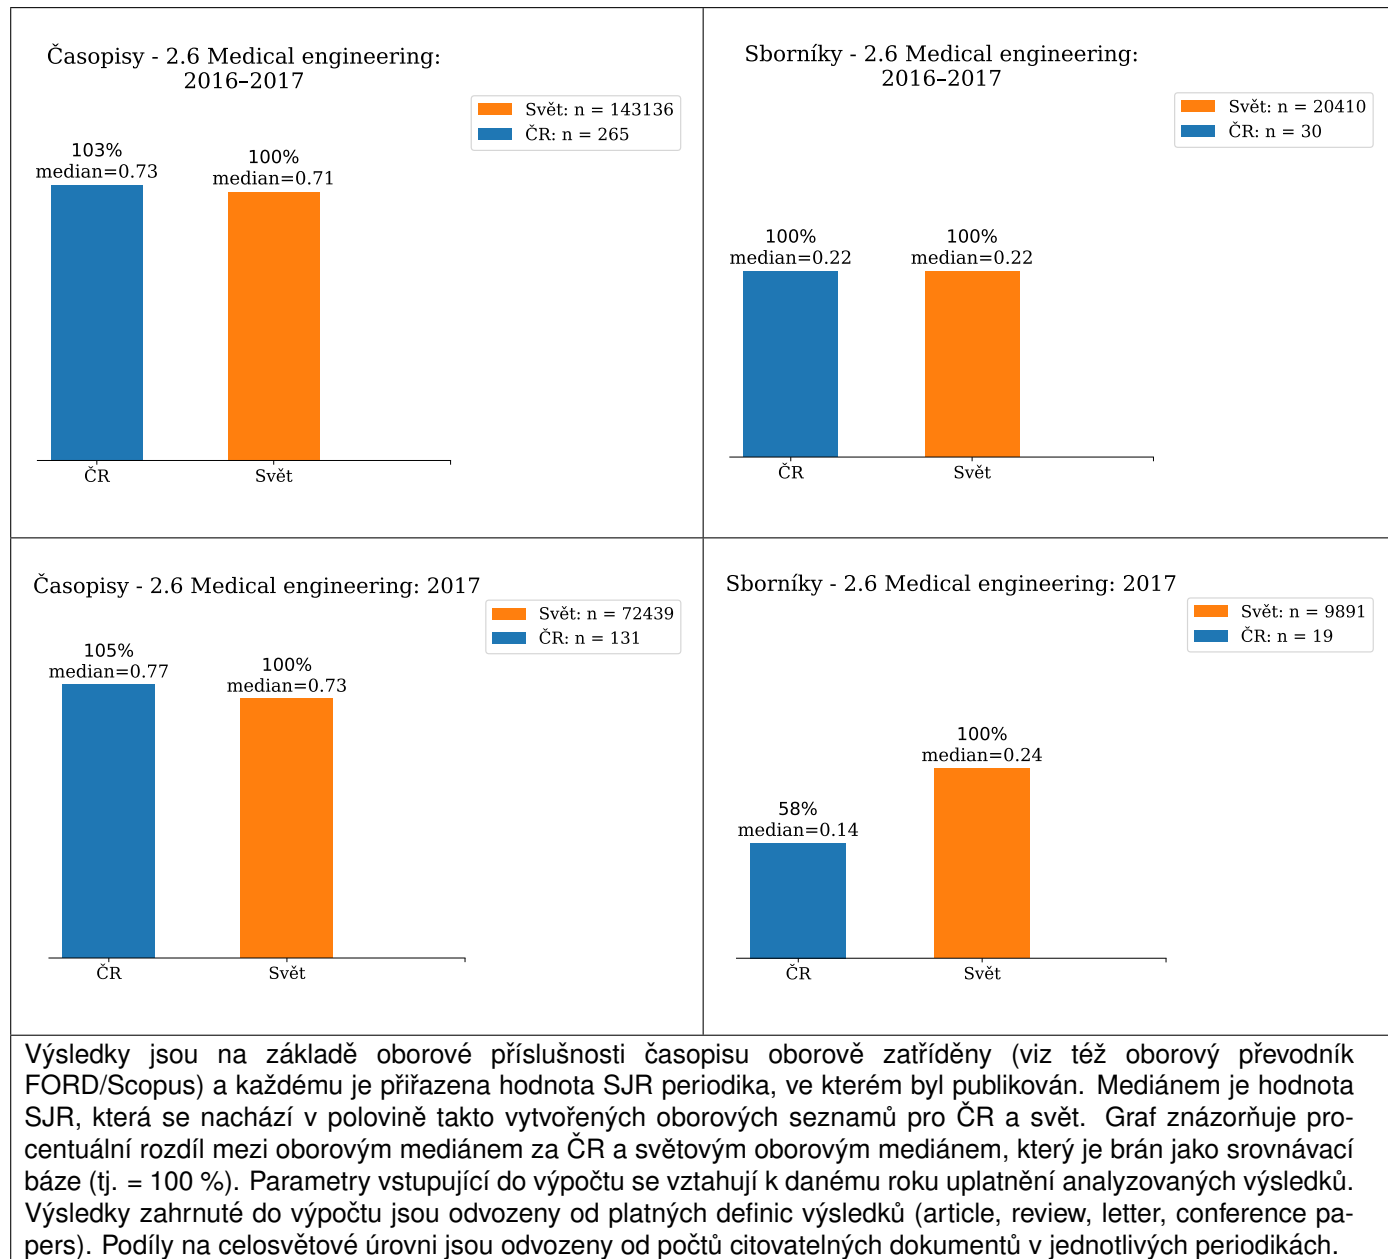 Časopisy - 2.6 Medical engineering:
2016–2017
Svět: n = 143136
ČR: n = 265
103%
median=0.73
100%
median=0.71
ČR
Svět
Sborníky - 2.6 Medical engineering:
2016–2017
Svět: n = 20410
ČR: n = 30
100%
median=0.22
100%
median=0.22
ČR
Svět
Časopisy - 2.6 Medical engineering: 2017
Svět: n = 72439
ČR: n = 131
105%
median=0.77
100%
median=0.73
ČR
Svět
Sborníky - 2.6 Medical engineering: 2017
Svět: n = 9891
ČR: n = 19
58%
median=0.14
100%
median=0.24
ČR
Svět
Výsledky jsou na základě oborové příslušnosti časopisu oborově zatříděny (viz též oborový převodník
FORD/Scopus) a každému je přiřazena hodnota SJR periodika, ve kterém byl publikován. Mediánem je hodnota
SJR, která se nachází v polovině takto vytvořených oborových seznamů pro ČR a svět. Graf znázorňuje pro-
centuální rozdíl mezi oborovým mediánem za ČR a světovým oborovým mediánem, který je brán jako srovnávací
báze (tj. = 100 %). Parametry vstupující do výpočtu se vztahují k danému roku uplatnění analyzovaných výsledků.
Výsledky zahrnuté do výpočtu jsou odvozeny od platných definic výsledků (article, review, letter, conference pa-
pers). Podíly na celosvětové úrovni jsou odvozeny od počtů citovatelných dokumentů v jednotlivých periodikách.